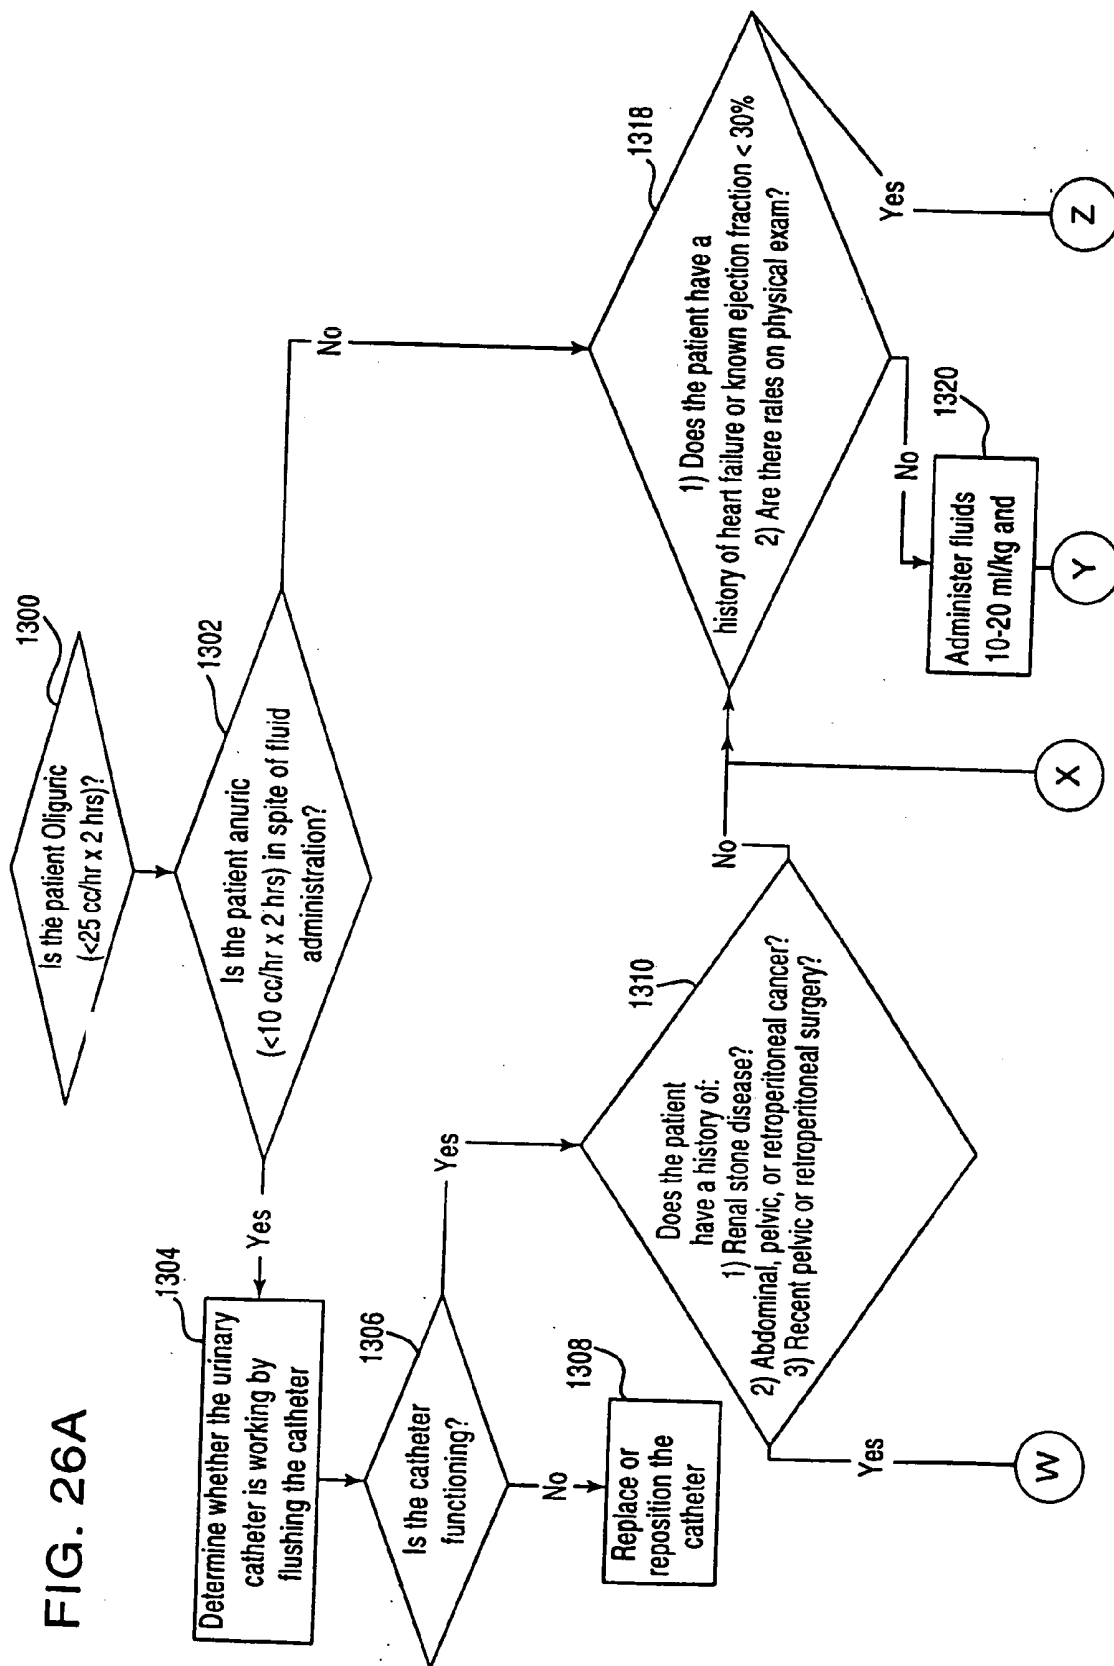 FIG. 26A
1300
Is the patient Oliguric
(<25 cc/hr x 2 hrs)?
1302
Is the patient anuric
(<10 cc/hr x 2 hrs) in spite of fluid
administration?
Yes
No
1304
Determine whether the urinary
catheter is working by
flushing the catheter
1306
Is the catheter
functioning?
Yes
No
1308
Replace or
reposition the
catheter
1310
Does the patient
have a history of:
1) Renal stone disease?
2) Abdominal, pelvic, or retroperitoneal cancer?
3) Recent pelvic or retroperitoneal surgery?
Yes
No
W
X
1318
1) Does the patient have a
history of heart failure or known ejection fraction < 30%
2) Are there rales on physical exam?
No
Yes
1320
Administer fluids
10-20 ml/kg and
Y
Z